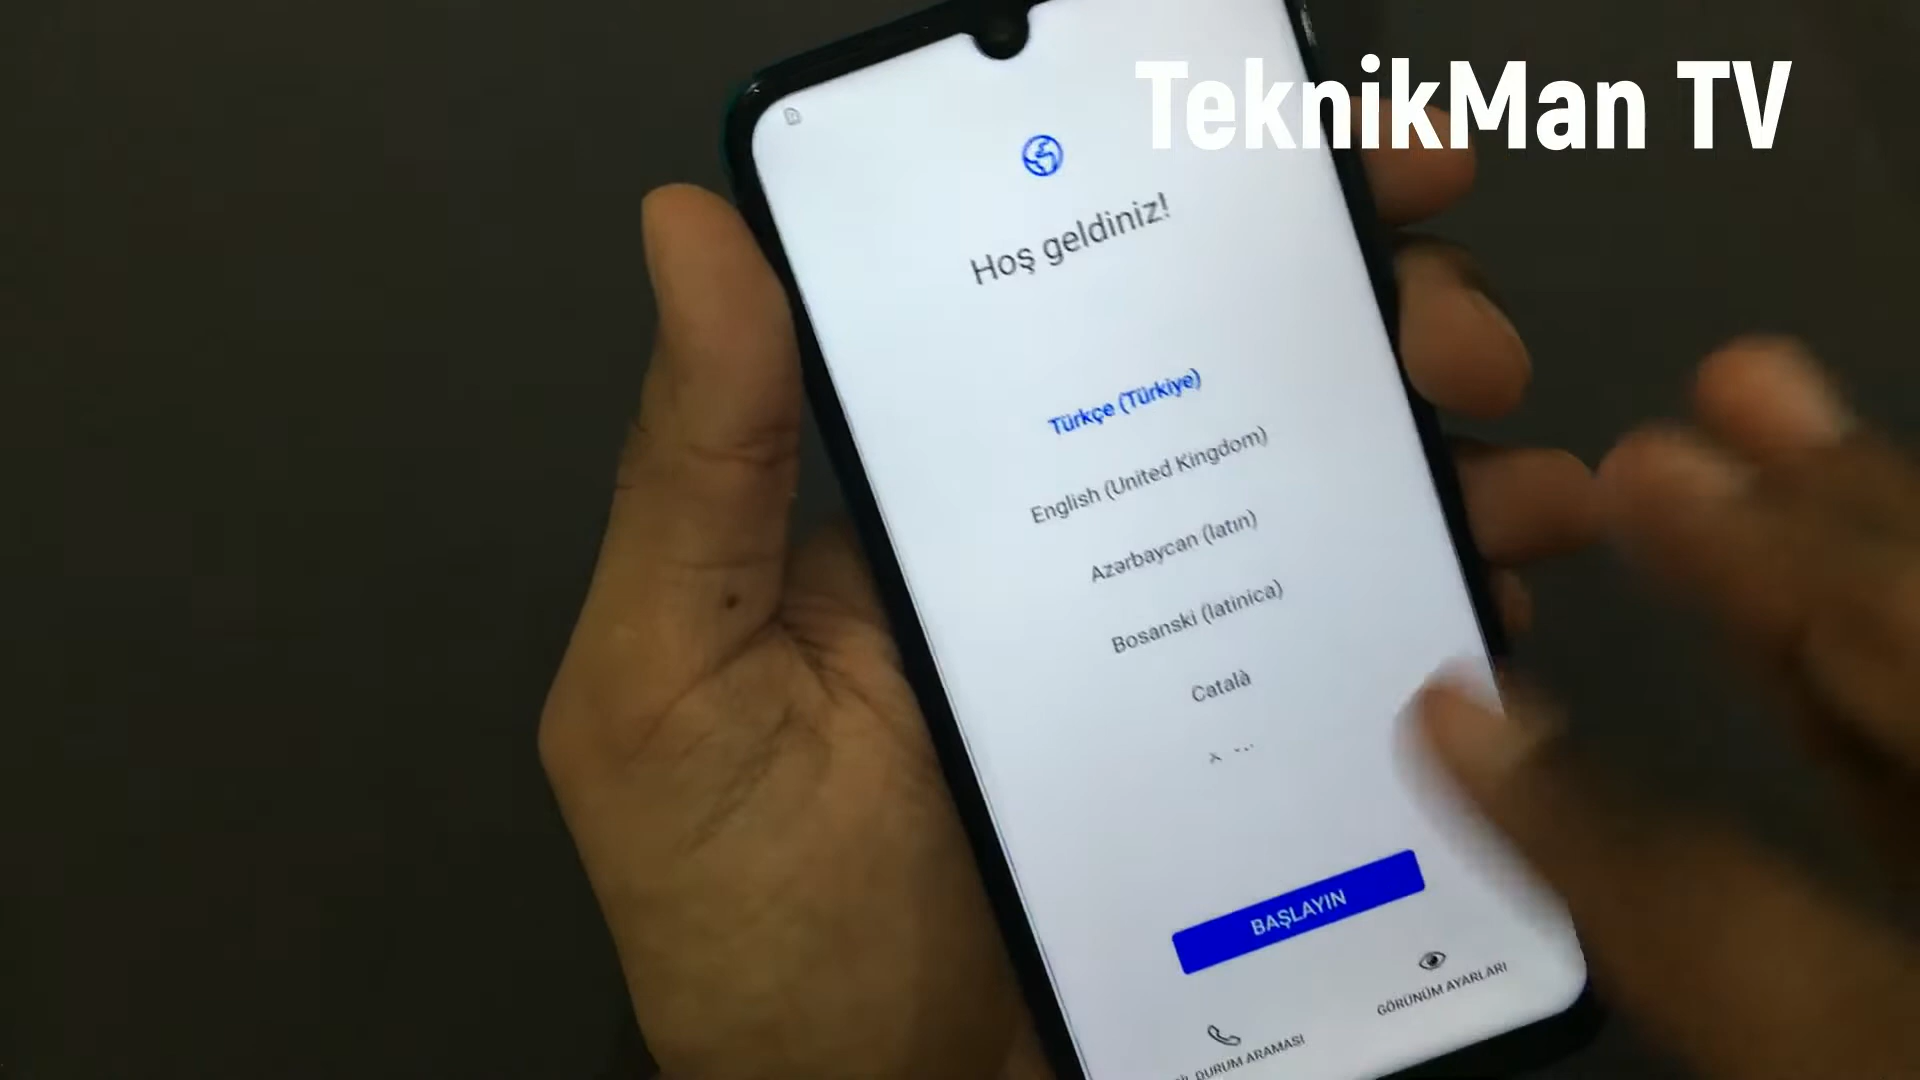 TeknikMan TV
Hoş geldiniz!
Türkçe (Türkiye)
English (United Kingdom)
Azərbaycan (latın)
Bosanski (latinica)
Català
BAŞLAYIN
GÖRÜNÜM AYARLARI
DURUM ARAMASI